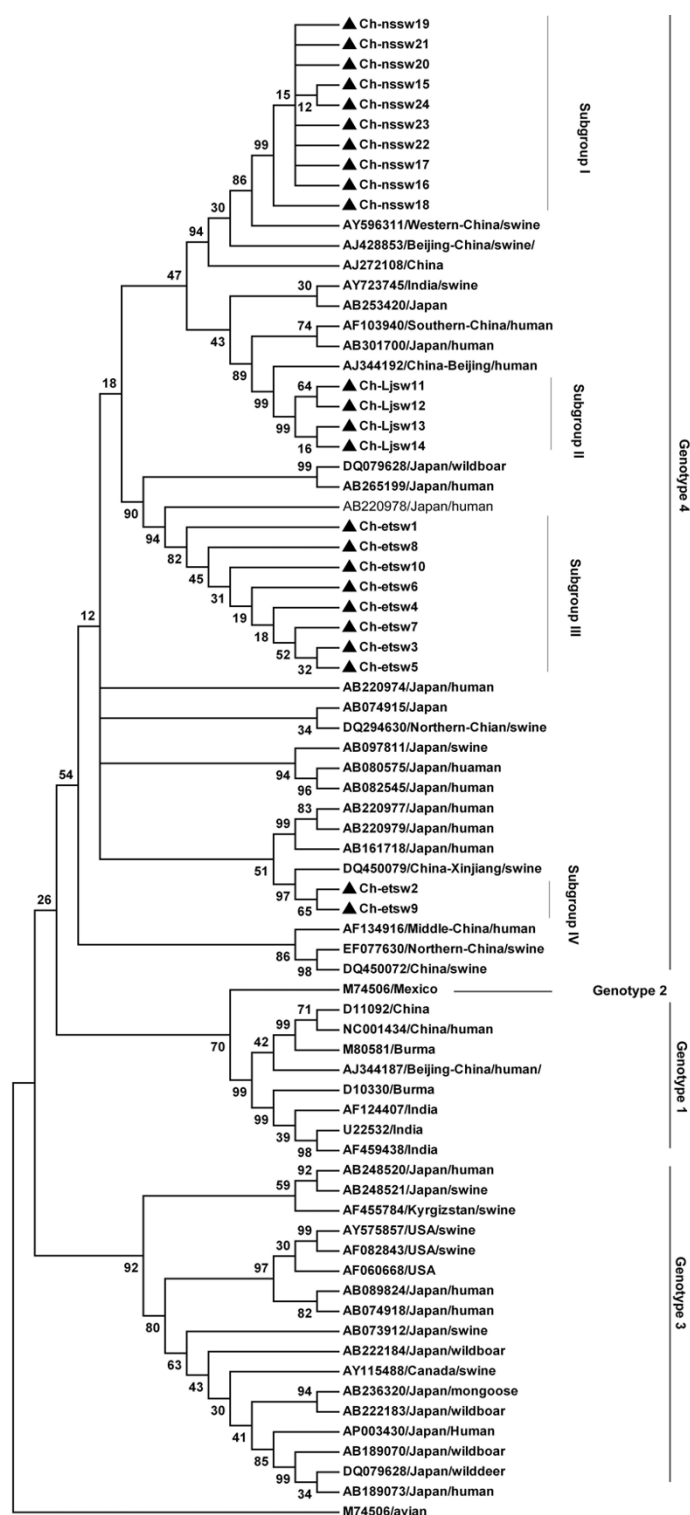 ▲Ch-nssw19
▲Ch-nssw21
▲Ch-nssw20
▲Ch-nssw15
▲Ch-nssw24
▲Ch-nssw23
▲Ch-nssw22
▲Ch-nssw17
▲Ch-nssw16
▲Ch-nssw18
AY596311/Western-China/swine
AJ428853/Beijing-China/swine/
AJ272108/China
AY723745/India/swine
AB253420/Japan
AF103940/Southern-China/human
AB301700/Japan/human
AJ344192/China-Beijing/human
▲Ch-Ljsw11
▲Ch-Ljsw12
▲Ch-Ljsw13
▲Ch-Ljsw14
DQ079628/Japan/wildboar
AB265199/Japan/human
AB220978/Japan/human
▲Ch-etsw1
▲Ch-etsw8
▲Ch-etsw10
▲Ch-etsw6
▲Ch-etsw4
▲Ch-etsw7
▲Ch-etsw3
▲Ch-etsw5
AB220974/Japan/human
AB074915/Japan
DQ294630/Northern-Chian/swine
AB097811/Japan/swine
AB080575/Japan/huaman
AB082545/Japan/human
AB220977/Japan/human
AB220979/Japan/human
AB161718/Japan/human
DQ450079/China-Xinjiang/swine
▲Ch-etsw2
▲Ch-etsw9
AF134916/Middle-China/human
EF077630/Northern-China/swine
DQ450072/China/swine
M74506/Mexico
D11092/China
NC001434/China/human
M80581/Burma
AJ344187/Beijing-China/human/
D10330/Burma
AF124407/India
U22532/India
AF459438/India
AB248520/Japan/human
AB248521/Japan/swine
AF455784/Kyrgizstan/swine
AY575857/USA/swine
AF082843/USA/swine
AF060668/USA
AB089824/Japan/human
AB074918/Japan/human
AB073912/Japan/swine
AB222184/Japan/wildboar
AY115488/Canada/swine
AB236320/Japan/mongoose
AB222183/Japan/wildboar
AP003430/Japan/Human
AB189070/Japan/wildboar
DQ079628/Japan/wilddeer
AB189073/Japan/human
M74506/avian
15
12
99
86
30
94
47
30
43
74
89
99
64
99
16
18
99
90
94
82
45
31
19
18
52
32
12
34
94
96
83
99
51
97
65
54
86
98
26
71
99
42
70
99
99
39
98
92
59
99
30
97
92
82
80
63
43
30
94
41
85
99
34
Subgroup I
Subgroup II
Subgroup III
Subgroup IV
Genotype 4
Genotype 2
Genotype 1
Genotype 3